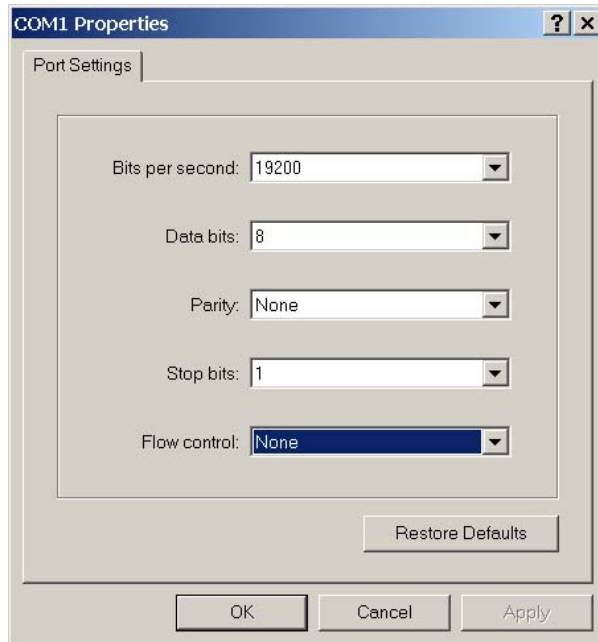 COM1 Properties
Port Settings
Bits per second: 19200
Data bits: 8
Parity: None
Stop bits: 1
Flow control: None
Restore Defaults
OK Cancel Apply